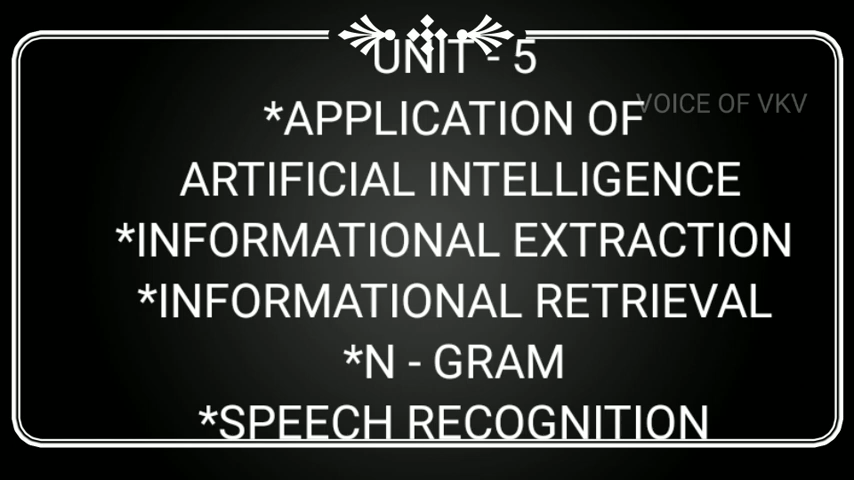 UNIT - 5
VOICE OF VKV
*APPLICATION OF
ARTIFICIAL INTELLIGENCE
*INFORMATIONAL EXTRACTION
*INFORMATIONAL RETRIEVAL
*N - GRAM
*SPEECH RECOGNITION